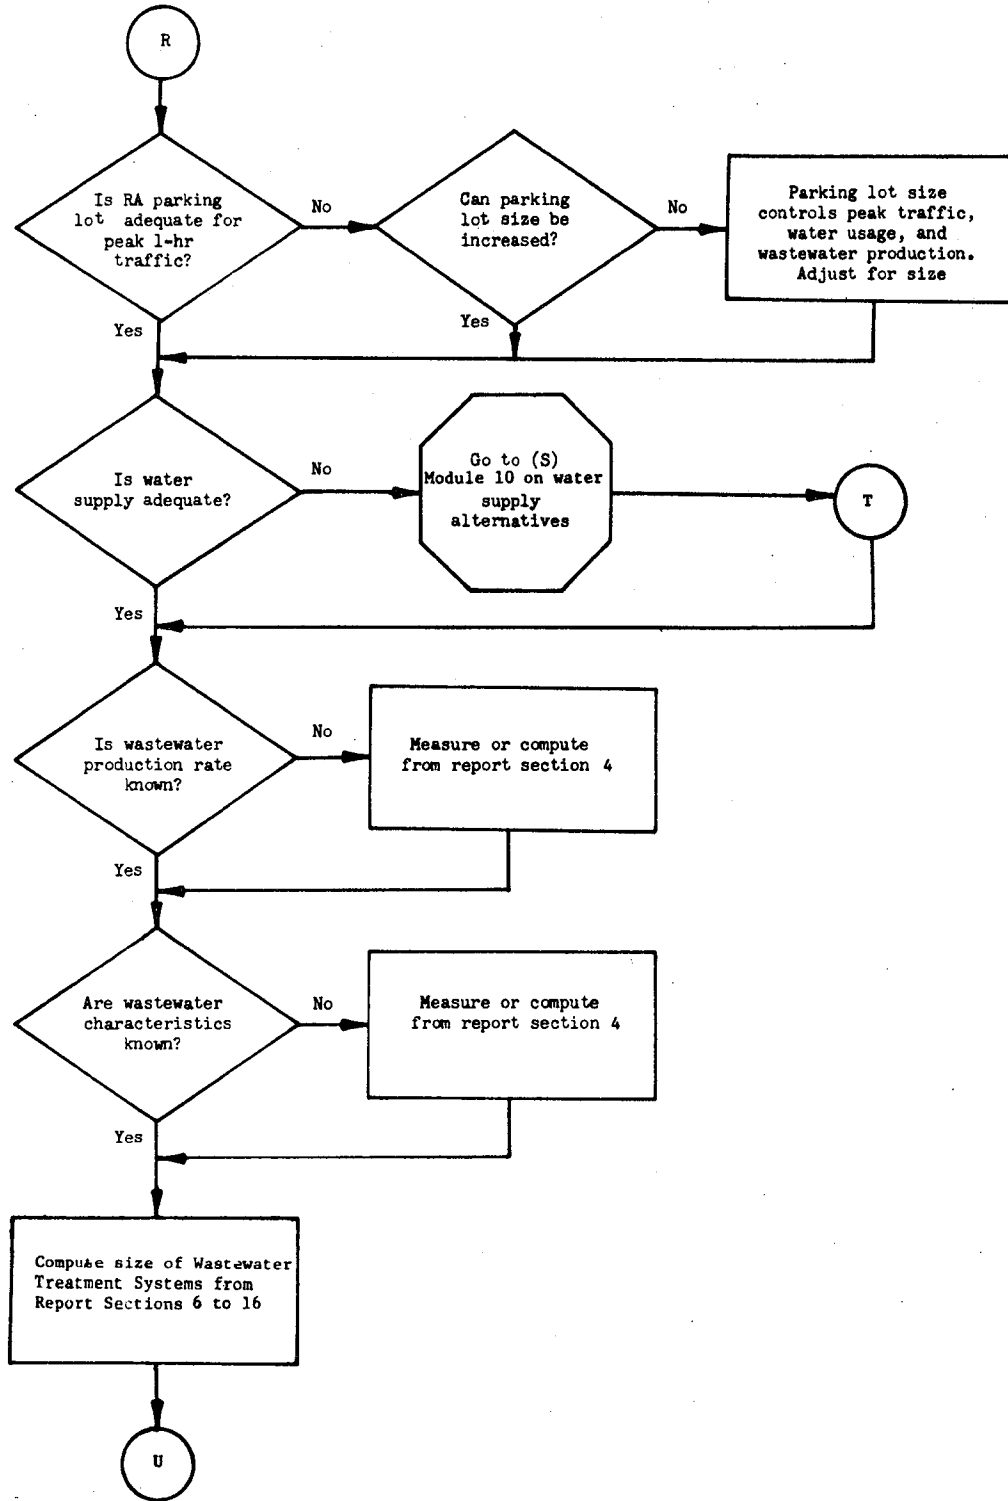 R
Is RA parking
lot adequate for
peak 1-hr
traffic?
No
Can parking
lot size be
increased?
No
Parking lot size
controls peak traffic,
water usage, and
wastewater production.
Adjust for size
Yes
Yes
Is water
supply adequate?
No
Go to (S)
Module 10 on water
supply
alternatives
T
Yes
Is wastewater
production rate
known?
No
Measure or compute
from report section 4
Yes
Are wastewater
characteristics
known?
No
Measure or compute
from report section 4
Yes
Compute size of Wastewater
Treatment Systems from
Report Sections 6 to 16
U